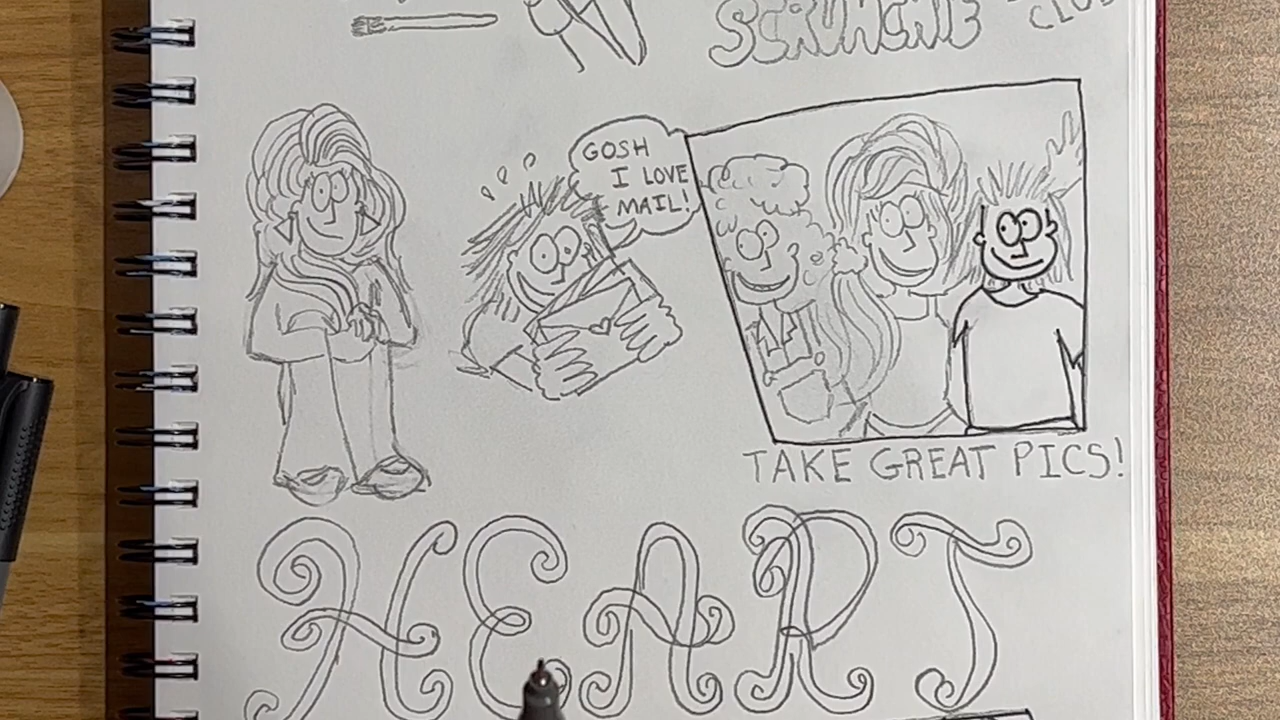 SCRUNCHIE
CLUB
GOSH
I LOVE
MAIL!
TAKE GREAT PICS!
HEART